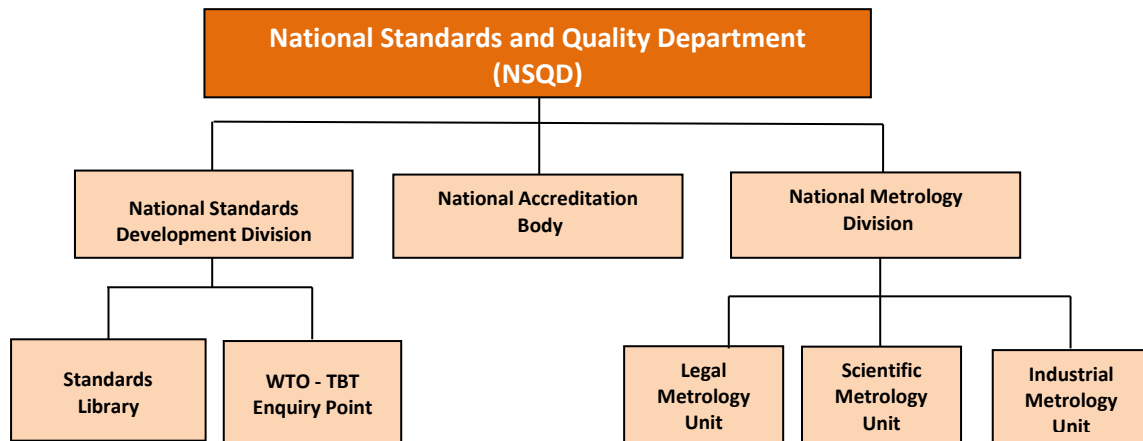 National Standards and Quality Department
(NSQD)
National Standards
Development Division
National Accreditation
Body
National Metrology
Division
Standards
Library
WTO - TBT
Enquiry Point
Legal
Metrology
Unit
Scientific
Metrology
Unit
Industrial
Metrology
Unit